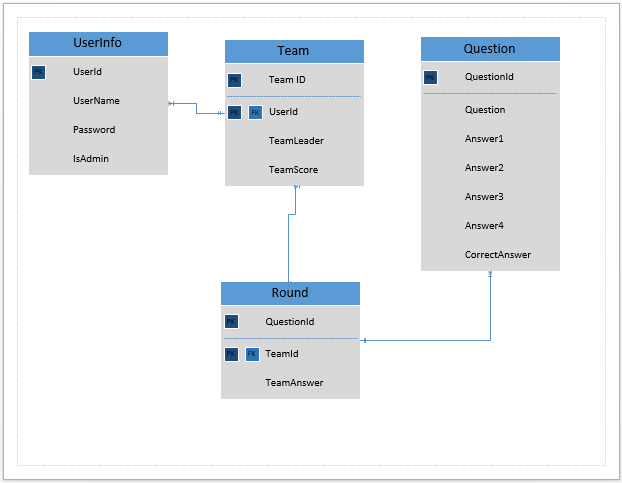 UserInfo
PK UserId
UserName
Password
IsAdmin
Team
PK Team ID
PK FK UserId
TeamLeader
TeamScore
Question
PK QuestionId
Question
Answer1
Answer2
Answer3
Answer4
CorrectAnswer
Round
PK QuestionId
PK FK TeamId
TeamAnswer